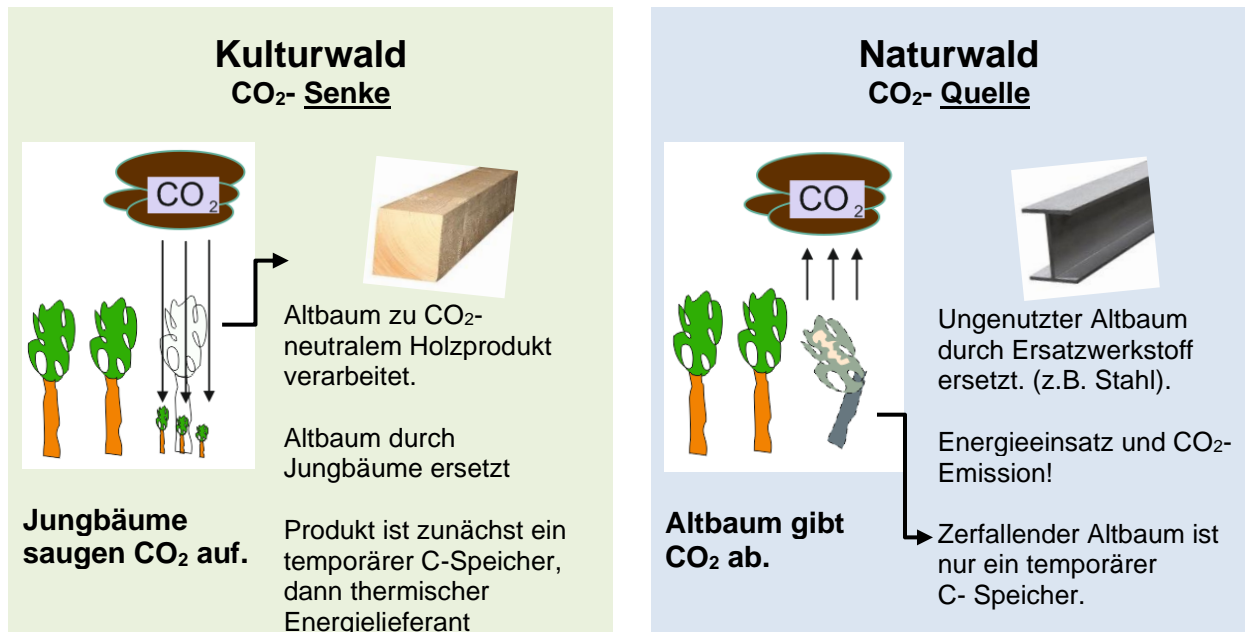 Kulturwald
CO₂- Senke
CO₂
Altbaum zu CO₂-
neutralem Holzprodukt
verarbeitet.
Altbaum durch
Jungbäume ersetzt
Produkt ist zunächst ein
temporärer C-Speicher,
dann thermischer
Energielieferant
Jungbäume
saugen CO₂ auf.
Naturwald
CO₂- Quelle
CO₂
Ungenutzter Altbaum
durch Ersatzwerkstoff
ersetzt. (z.B. Stahl).
Energieeinsatz und CO₂-
Emission!
Zerfallender Altbaum ist
nur ein temporärer
C- Speicher.
Altbaum gibt
CO₂ ab.